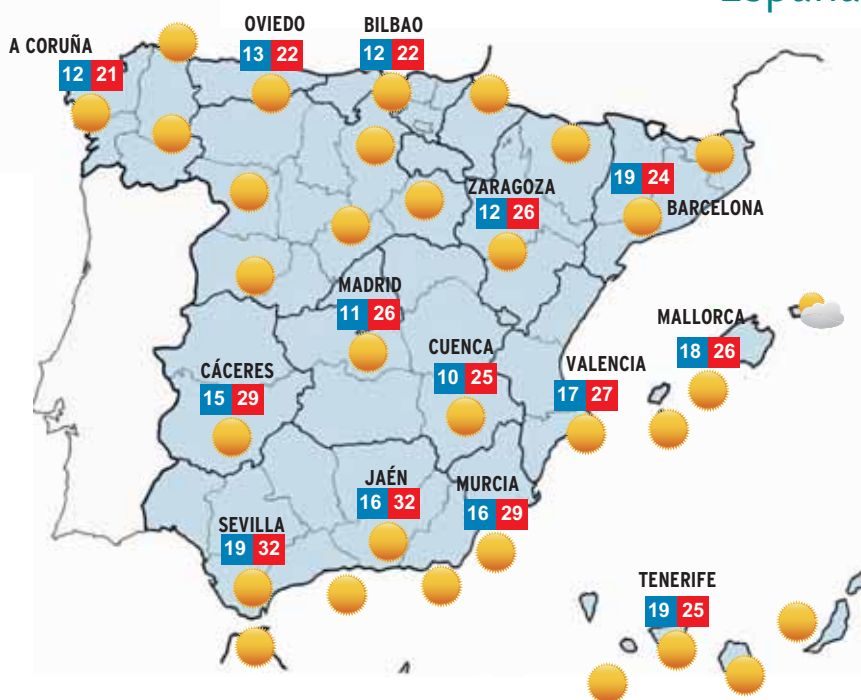 España
A CORUÑA
12 21
OVIEDO
13 22
BILBAO
12 22
ZARAGOZA
12 26
19 24
BARCELONA
MADRID
11 26
CUENCA
10 25
VALENCIA
17 27
MALLORCA
18 26
CÁCERES
15 29
JAÉN
16 32
MURCIA
16 29
SEVILLA
19 32
TENERIFE
19 25